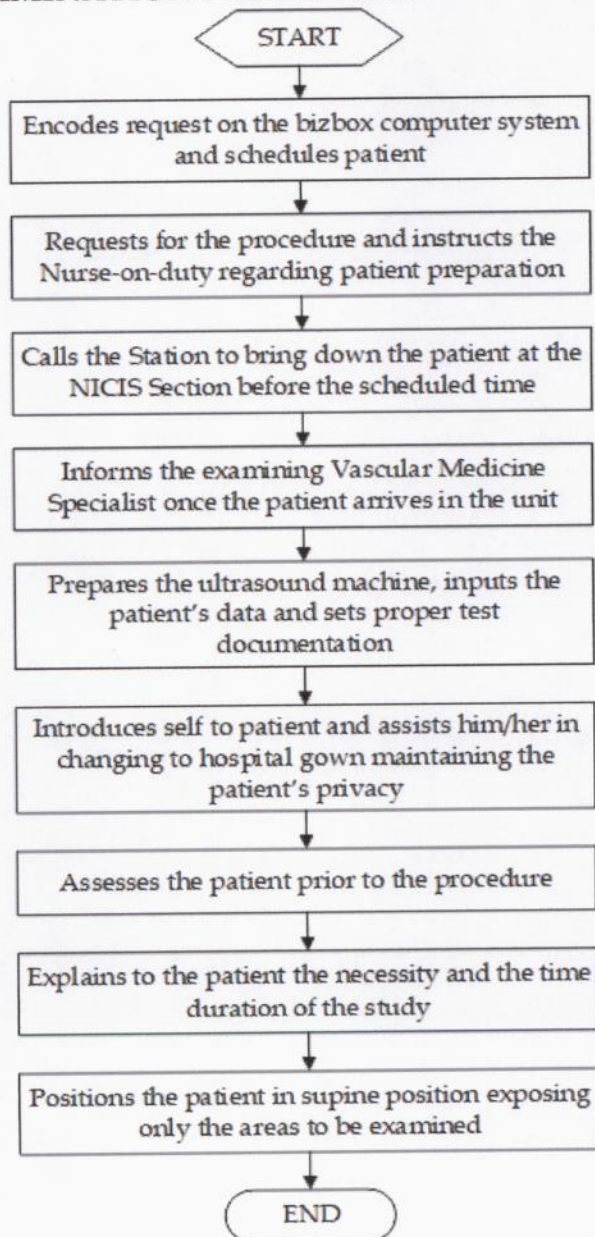 START
Encodes request on the bizbox computer system
and schedules patient
Requests for the procedure and instructs the
Nurse-on-duty regarding patient preparation
Calls the Station to bring down the patient at the
NICIS Section before the scheduled time
Informs the examining Vascular Medicine
Specialist once the patient arrives in the unit
Prepares the ultrasound machine, inputs the
patient's data and sets proper test
documentation
Introduces self to patient and assists him/her in
changing to hospital gown maintaining the
patient's privacy
Assesses the patient prior to the procedure
Explains to the patient the necessity and the time
duration of the study
Positions the patient in supine position exposing
only the areas to be examined
END